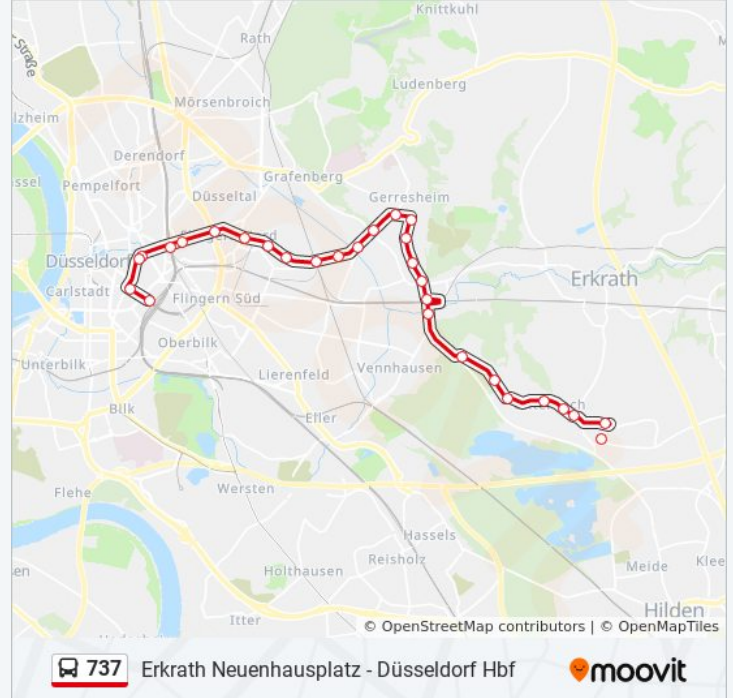 Knittkuhl
Rath
Straße
Ludenberg
Mörsenbroich
lzheim
Derendorf
Grafenberg
ssel
Pempelfort
Düsseltal
Gerresheim
Düsseldorf
Erkrath
Carlstadt
Flingern Süd
Oberbilk
Unterbilk
Vennhausen
Lierenfeld
Bilk
Eller
Flehe
Wersten
Hassels
en
Holthausen
Reisholz
Meide
Klee
Itter
Hilden
© OpenStreetMap contributors | © OpenMapTiles
737 Erkrath Neuenhausplatz - Düsseldorf Hbf moovit